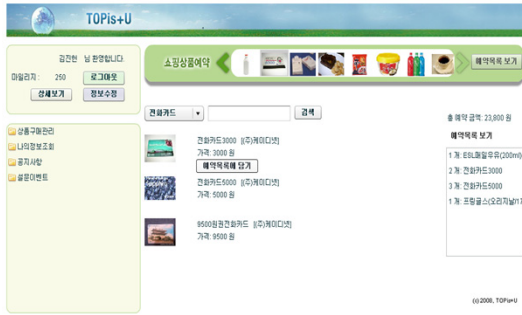 TOPis+U
김진현 님 환영합니다.
마일리지 : 250 로그아웃
상세보기 정보수정
상품구매관리
나의정보조회
공지사항
설문이벤트
쇼핑상품예약
예약목록보기
전화카드 검색
전화카드3000 |(주)케이디넷|
가격: 3000 원
예약목록에 담기
전화카드5000 |(주)케이디넷|
가격: 5000 원
9500원권전화카드 |(주)케이디넷|
가격: 9500 원
총 예약 금액: 23,800 원
예약목록 보기
1 개: ESL매일우유(200ml)
2 개: 전화카드3000
3 개: 전화카드5000
1 개: 프링글스(오리지날/1
(c) 2008, TOPis+U